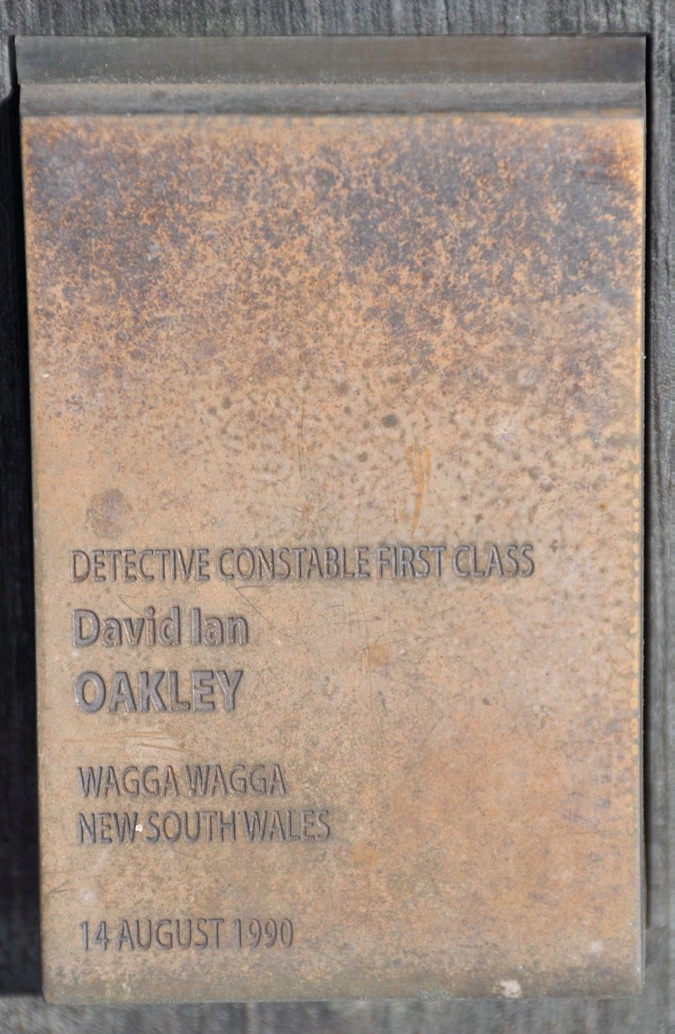 DETECTIVE CONSTABLE FIRST CLASS
David Ian
OAKLEY
WAGGA WAGGA
NEW SOUTH WALES
14 AUGUST 1990